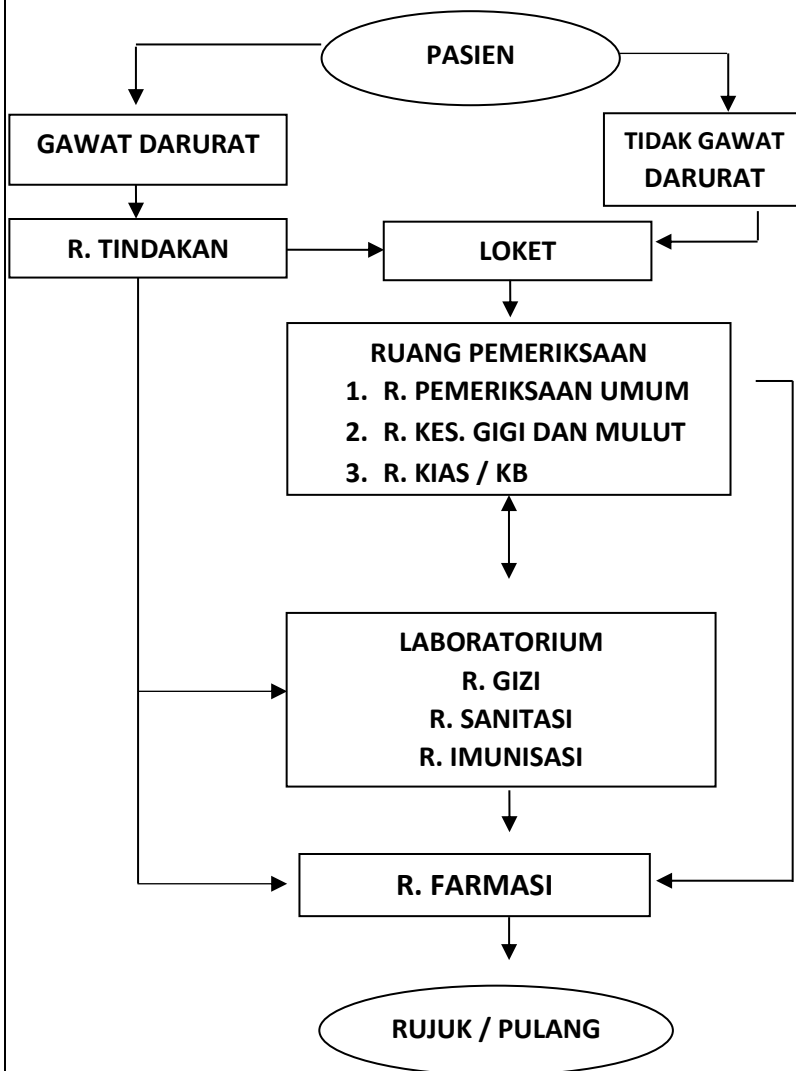 PASIEN
GAWAT DARURAT
TIDAK GAWAT
DARURAT
R. TINDAKAN
LOKET
RUANG PEMERIKSAAN
1. R. PEMERIKSAAN UMUM
2. R. KES. GIGI DAN MULUT
3. R. KIAS / KB
LABORATORIUM
R. GIZI
R. SANITASI
R. IMUNISASI
R. FARMASI
RUJUK / PULANG